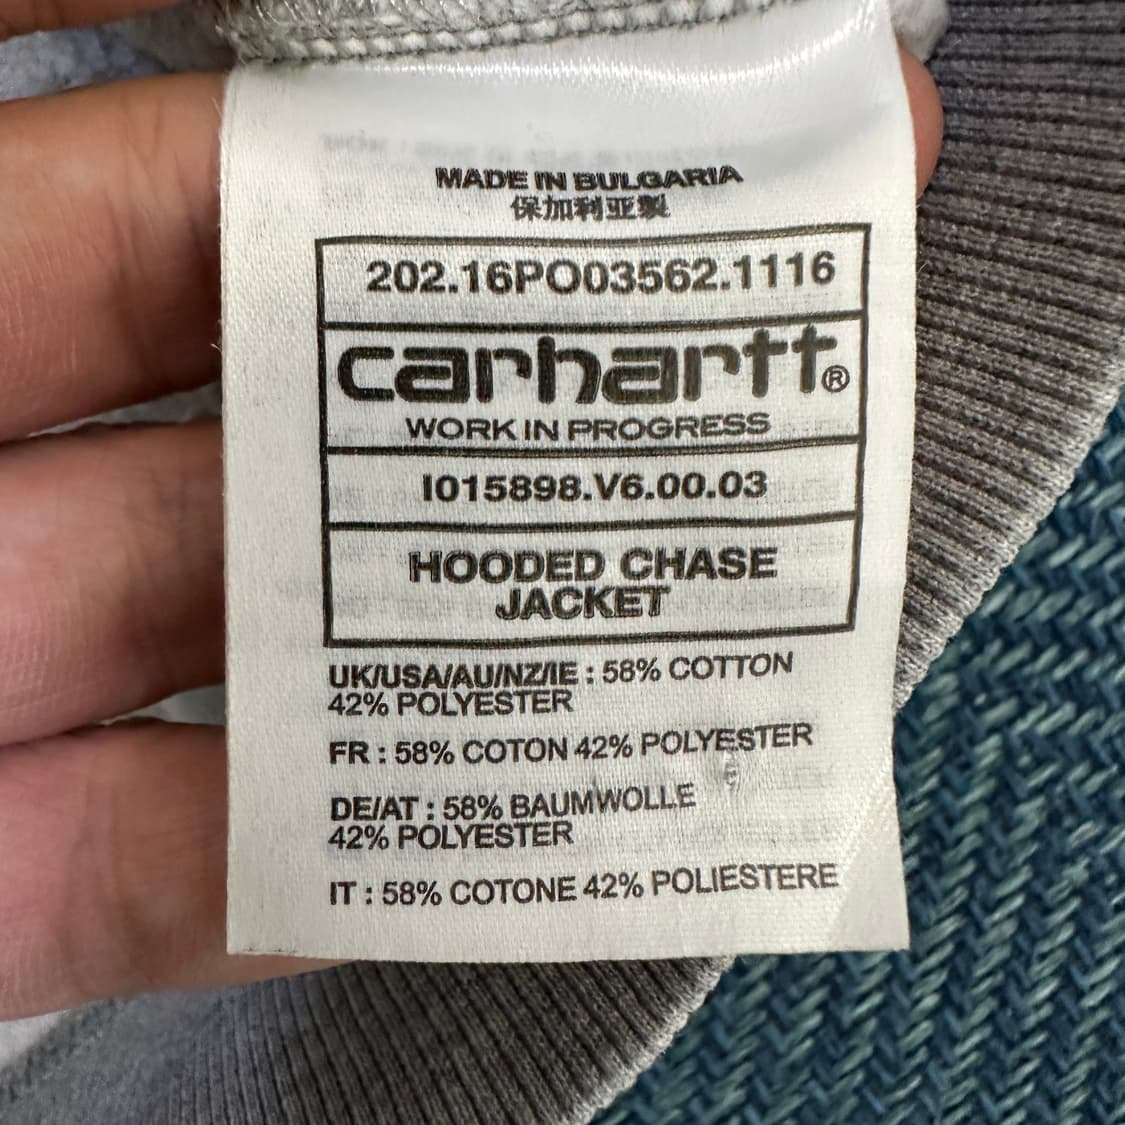 MADE IN BULGARIA
保加利亚製
202.16PO03562.1116
carhartt®
WORK IN PROGRESS
I015898.V6.00.03
HOODED CHASE
JACKET
UK/USA/AU/NZ/IE : 58% COTTON
42% POLYESTER
FR : 58% COTON 42% POLYESTER
DE/AT : 58% BAUMWOLLE
42% POLYESTER
IT : 58% COTONE 42% POLIESTERE